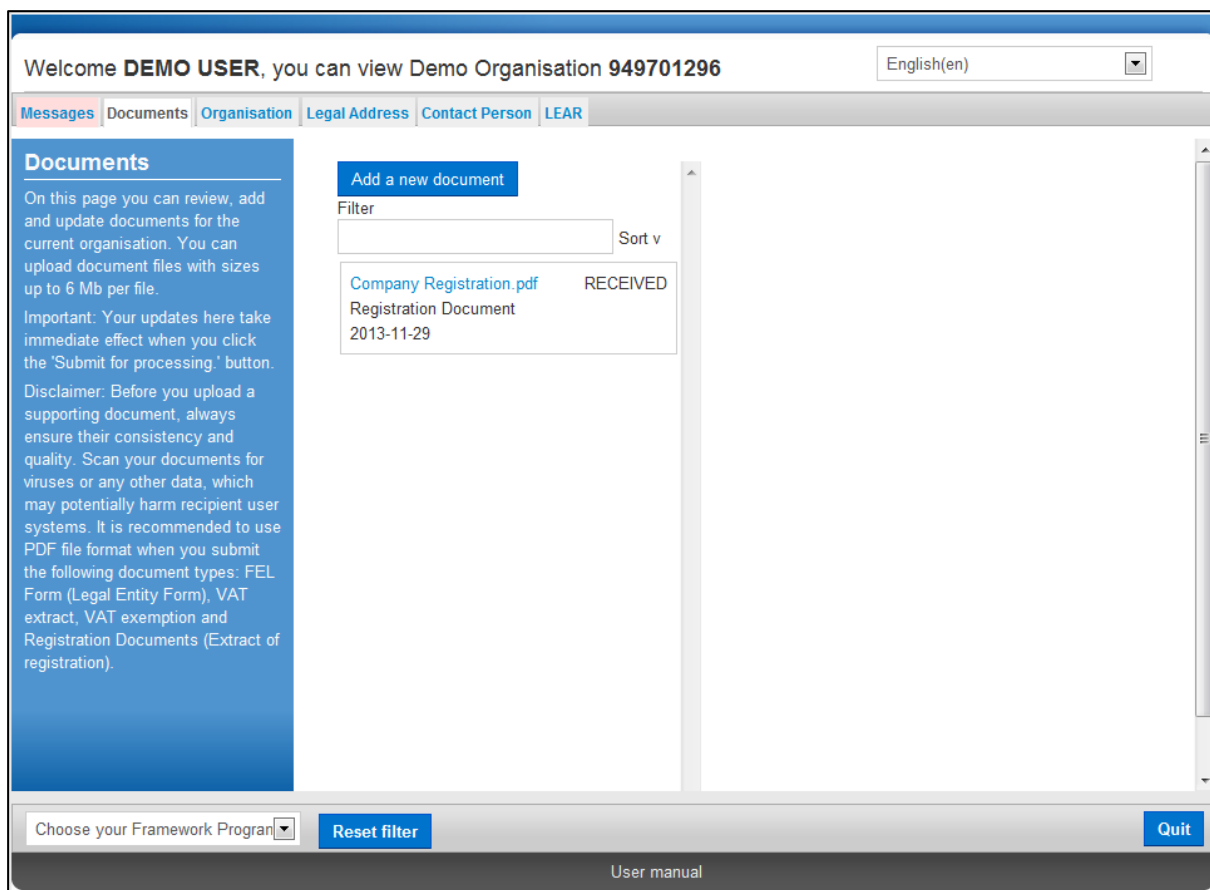 Welcome DEMO USER, you can view Demo Organisation 949701296
English(en)
Messages Documents Organisation Legal Address Contact Person LEAR
Documents
On this page you can review, add
and update documents for the
current organisation. You can
upload document files with sizes
up to 6 Mb per file.
Important: Your updates here take
immediate effect when you click
the 'Submit for processing.' button.
Disclaimer: Before you upload a
supporting document, always
ensure their consistency and
quality. Scan your documents for
viruses or any other data, which
may potentially harm recipient user
systems. It is recommended to use
PDF file format when you submit
the following document types: FEL
Form (Legal Entity Form), VAT
extract, VAT exemption and
Registration Documents (Extract of
registration).
Add a new document
Filter
Sort v
Company Registration.pdf RECEIVED
Registration Document
2013-11-29
Choose your Framework Progran
Reset filter
Quit
User manual